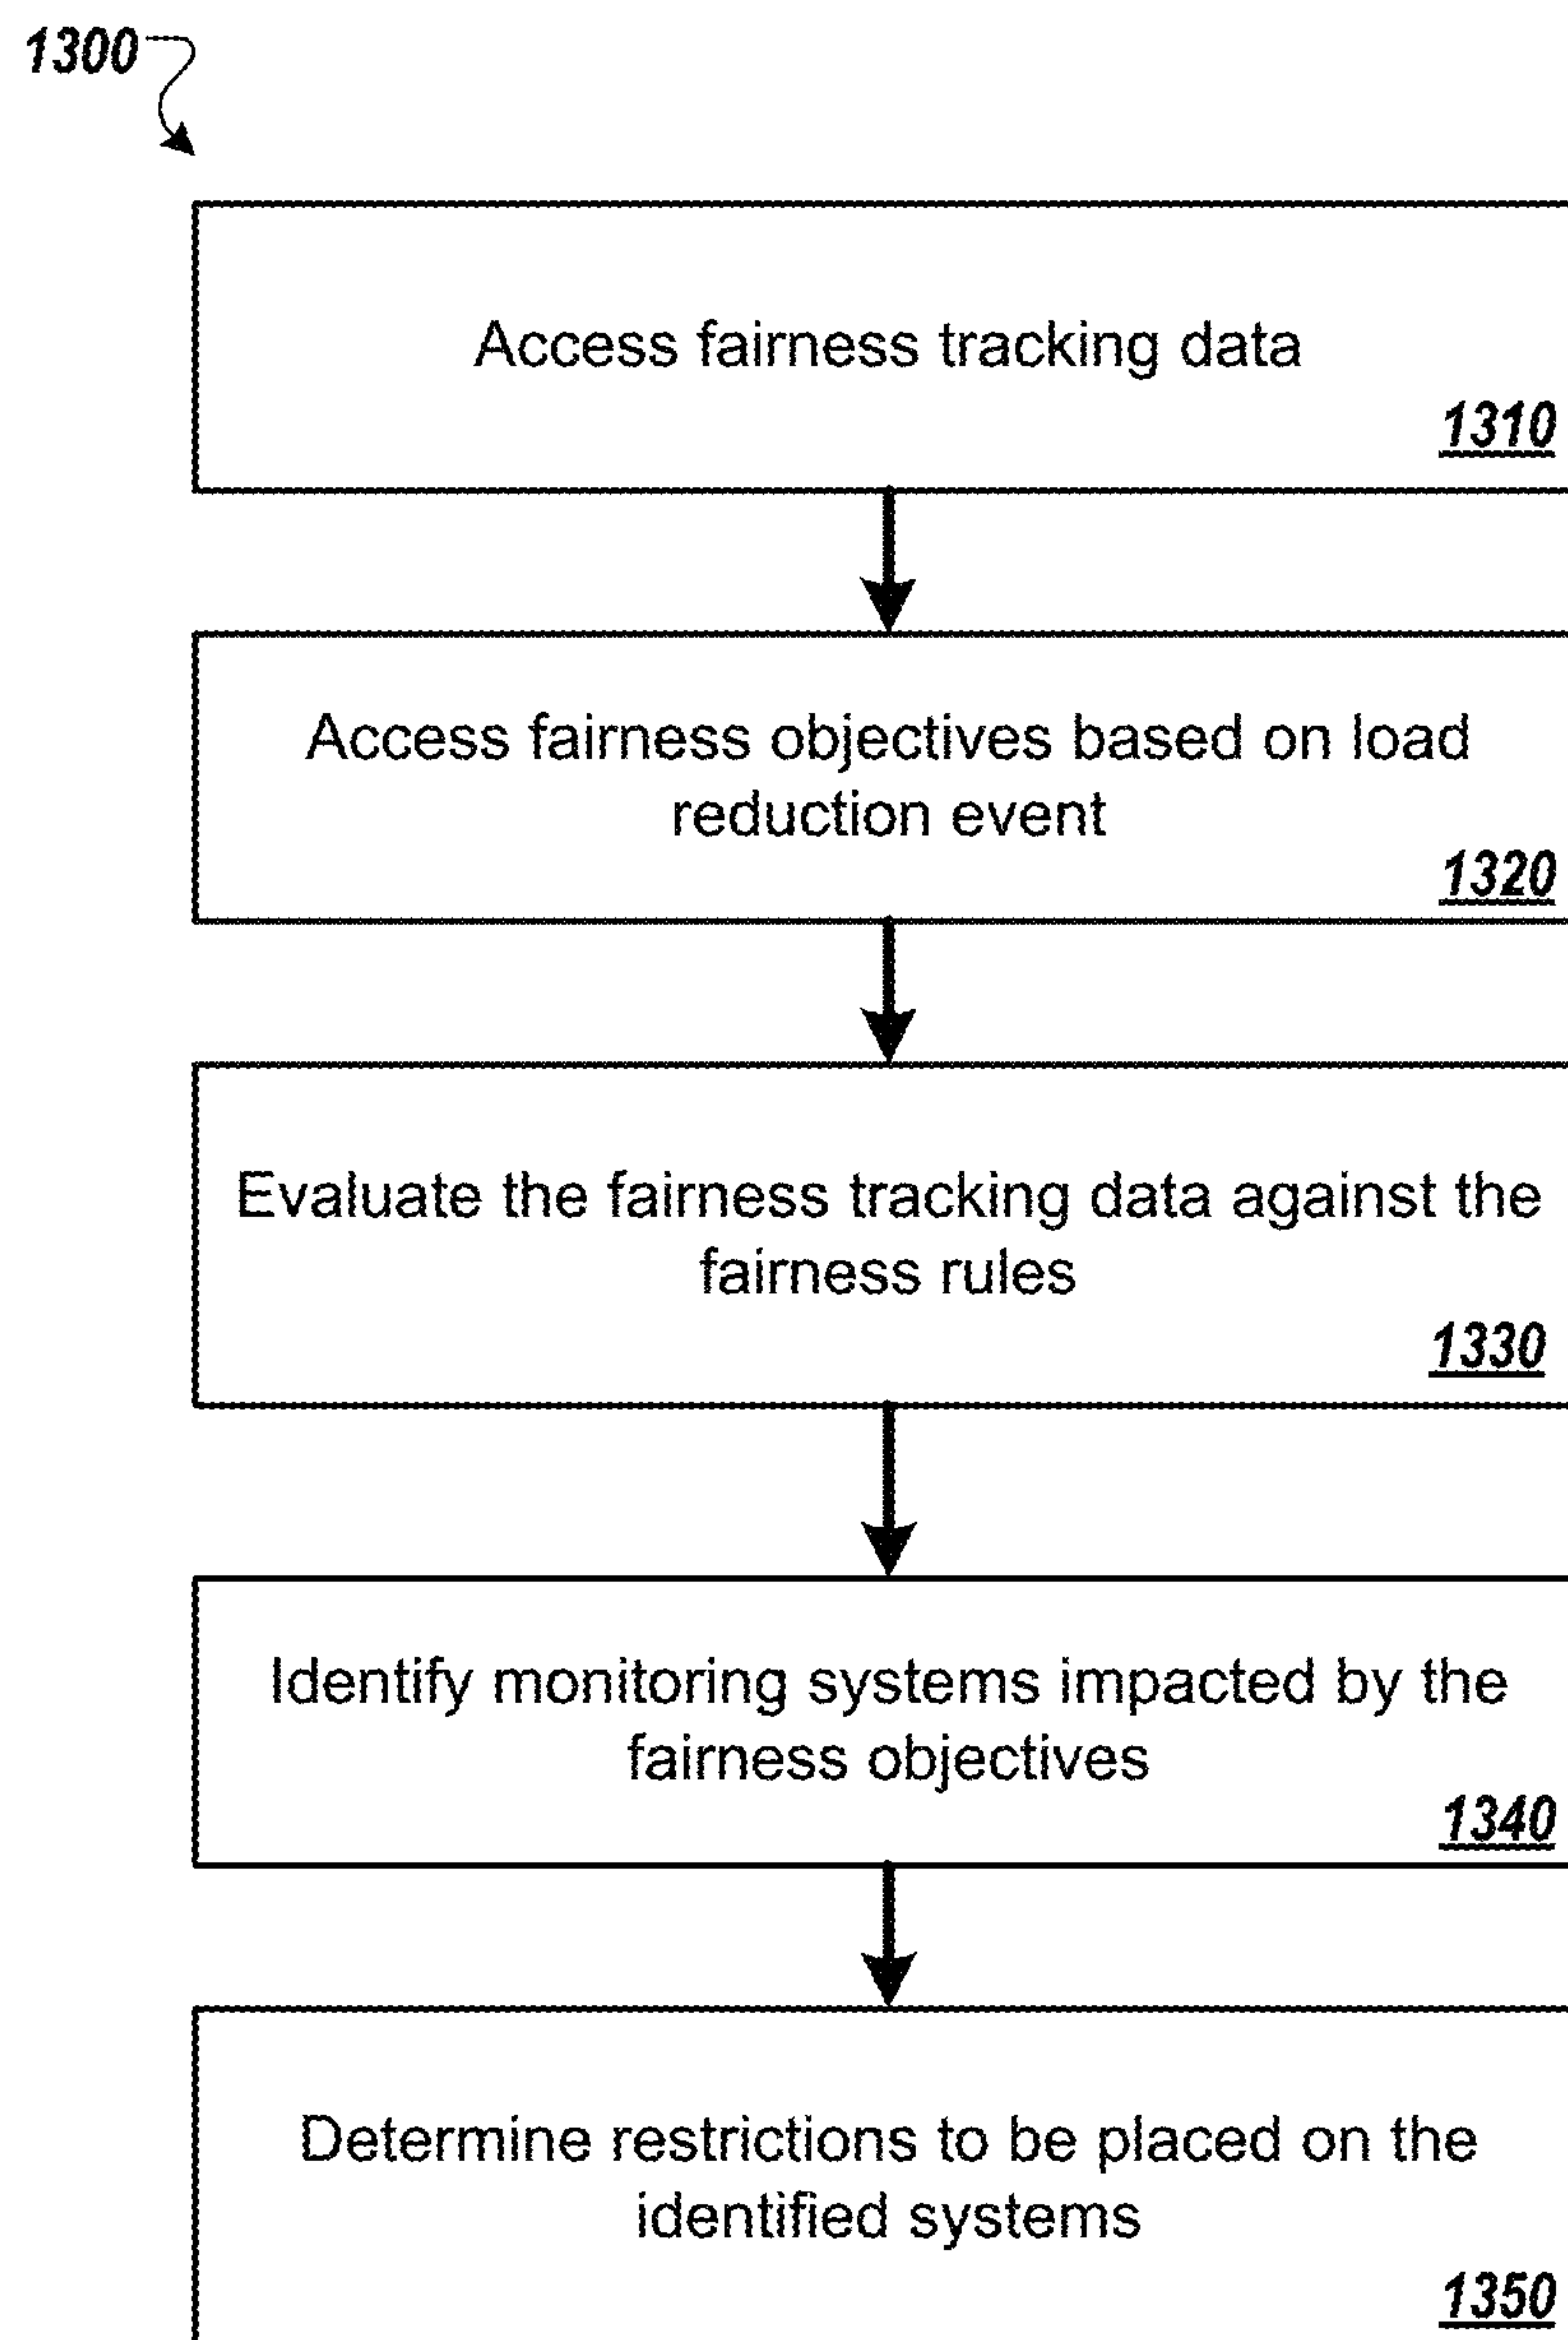 1300
Access fairness tracking data
1310
Access fairness objectives based on load
reduction event
1320
Evaluate the fairness tracking data against the
fairness rules
1330
Identify monitoring systems impacted by the
fairness objectives
1340
Determine restrictions to be placed on the
identified systems
1350